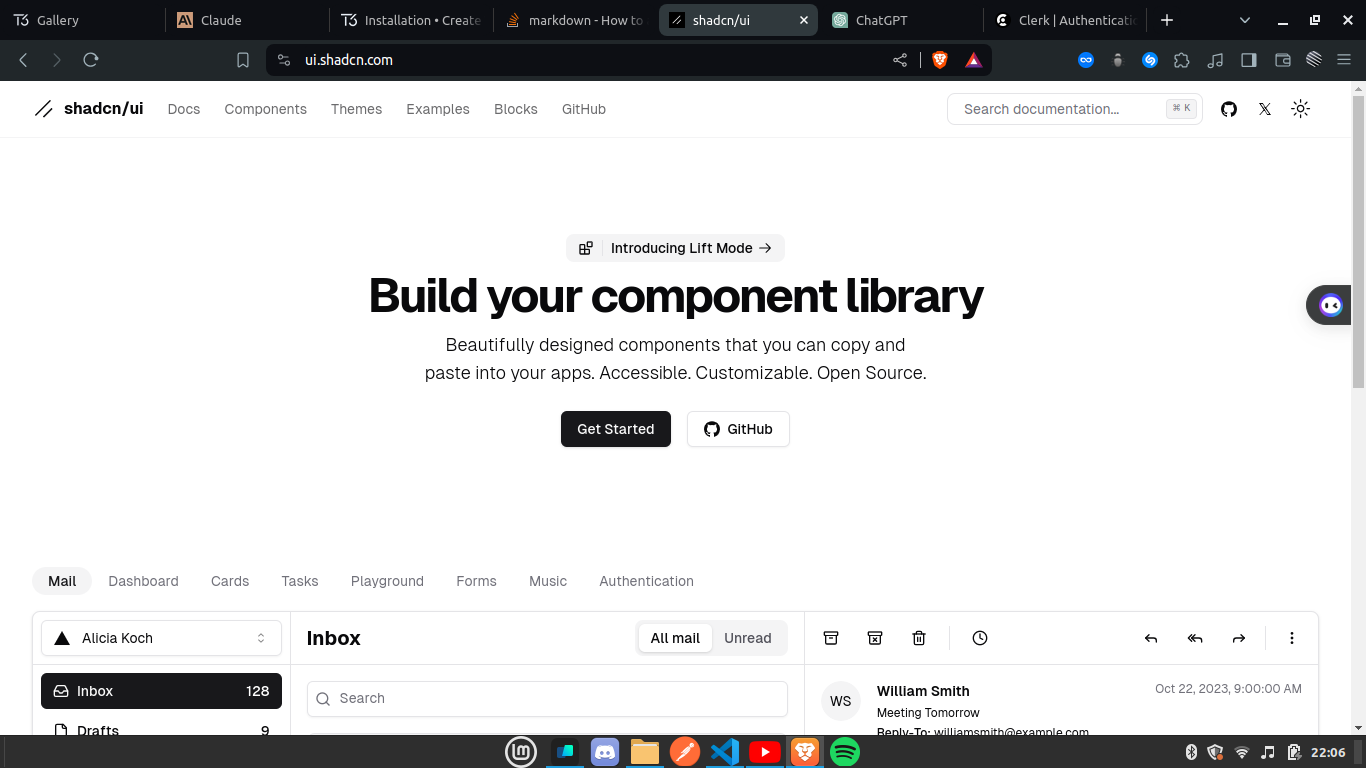 Gallery
Claude
Installation • Create
markdown - How to
shadcn/ui
ChatGPT
Clerk | Authenticatio
ui.shadcn.com
shadcn/ui Docs Components Themes Examples Blocks GitHub
Search documentation... ⌘ K
Introducing Lift Mode →
Build your component library
Beautifully designed components that you can copy and
paste into your apps. Accessible. Customizable. Open Source.
Get Started
GitHub
Mail Dashboard Cards Tasks Playground Forms Music Authentication
Alicia Koch
Inbox 128
Drafts 9
Inbox
All mail Unread
Search
WS
William Smith
Oct 22, 2023, 9:00:00 AM
Meeting Tomorrow
Reply-To: williamsmith@example.com
22:06